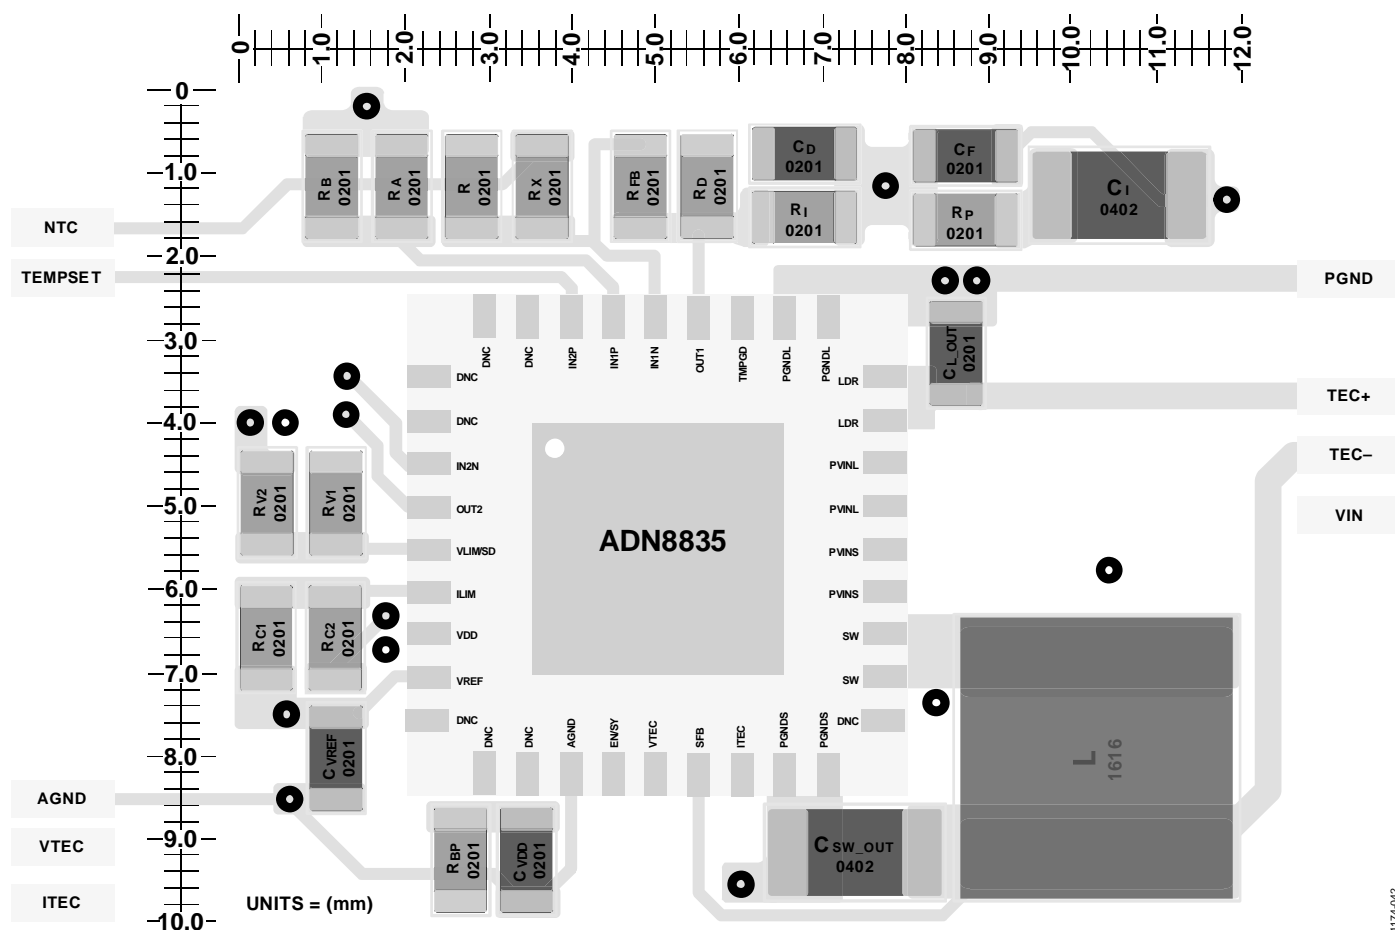 0 1.0 2.0 3.0 4.0 5.0 6.0 7.0 8.0 9.0 -10.0 -11.0 -12.0
0
1.0
2.0
3.0
4.0
5.0
6.0
7.0
8.0
9.0
10.0
NTC
TEMPSET
AGND
VTEC
ITEC
RB 0201
RA 0201
R 0201
RX 0201
RFB 0201
RD 0201
CD
0201
RI
0201
CF
0201
RP
0201
CI
0402
PGND
TEC+
TEC–
VIN
CL_OUT 0201
DNC DNC IN2P IN1P IN1N OUT1 TMPGD PGNDL PGNDL
DNC
DNC
IN2N
OUT2
VLIM/SD
ILIM
VDD
VREF
DNC
LDR
LDR
PVINL
PVINL
PVINS
PVINS
SW
SW
DNC
DNC DNC AGND EN/SY VTEC SFB ITEC PGNDS PGNDS
ADN8835
RV2 0201
RV1 0201
RC1 0201
RC2 0201
CVREF 0201
RBP 0201
CVDD 0201
CSW_OUT
0402
L
1616
UNITS = (mm)